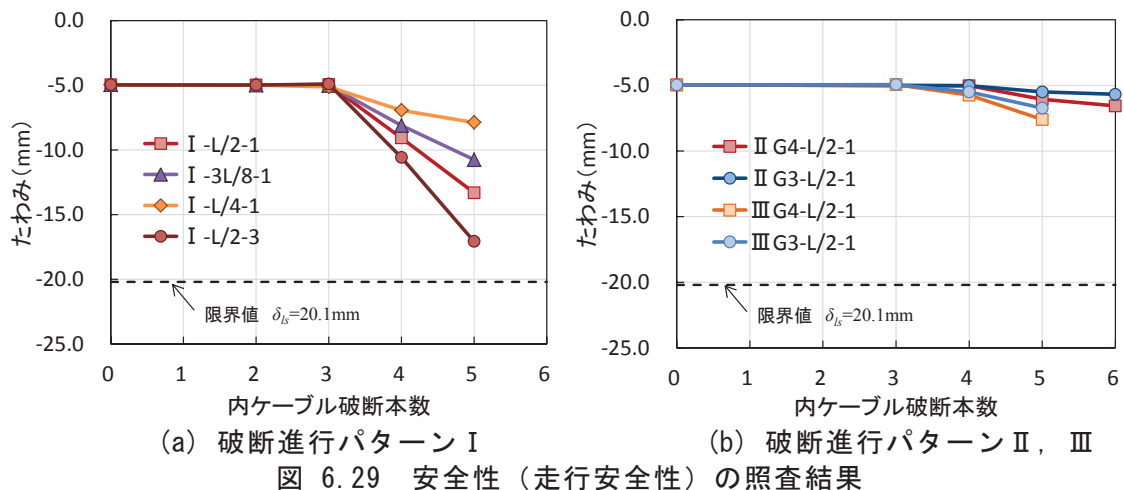 0.0
-5.0
-10.0
-15.0
-20.0
-25.0
たわみ(mm)
Ⅰ-L/2-1
Ⅰ-3L/8-1
Ⅰ-L/4-1
Ⅰ-L/2-3
限界値 δls=20.1mm
0 1 2 3 4 5 6
内ケーブル破断本数
(a) 破断進行パターンⅠ
0.0
-5.0
-10.0
-15.0
-20.0
-25.0
たわみ(mm)
ⅡG4-L/2-1
ⅡG3-L/2-1
ⅢG4-L/2-1
ⅢG3-L/2-1
限界値 δls=20.1mm
0 1 2 3 4 5 6
内ケーブル破断本数
(b) 破断進行パターンⅡ, Ⅲ
図 6.29 安全性(走行安全性)の照査結果